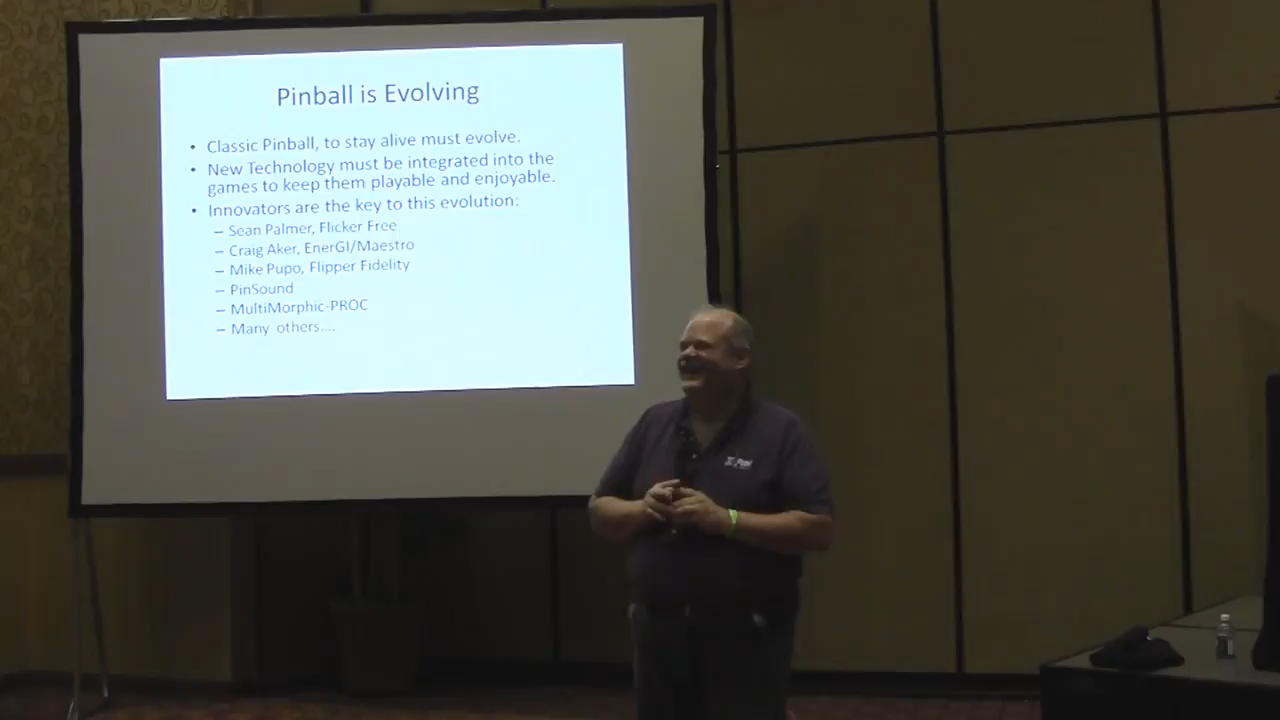 Pinball is Evolving
• Classic Pinball, to stay alive must evolve.
• New Technology must be integrated into the
games to keep them playable and enjoyable.
• Innovators are the key to this evolution:
– Sean Palmer, Flicker Free
– Craig Aker, EnerGI/Maestro
– Mike Pupo, Flipper Fidelity
– PinSound
– MultiMorphic-PROC
– Many others....